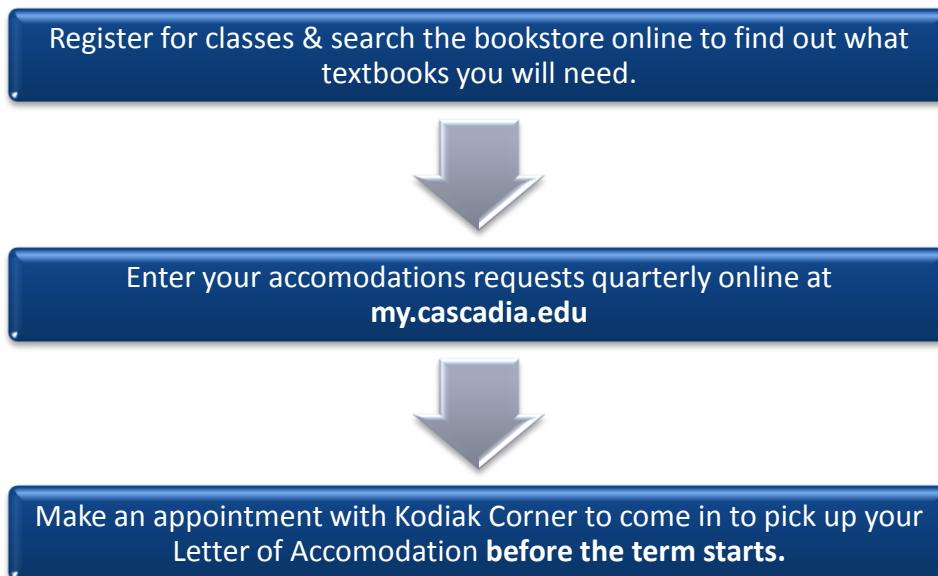 Register for classes & search the bookstore online to find out what
textbooks you will need.
Enter your accomodations requests quarterly online at
my.cascadia.edu
Make an appointment with Kodiak Corner to come in to pick up your
Letter of Accomodation before the term starts.